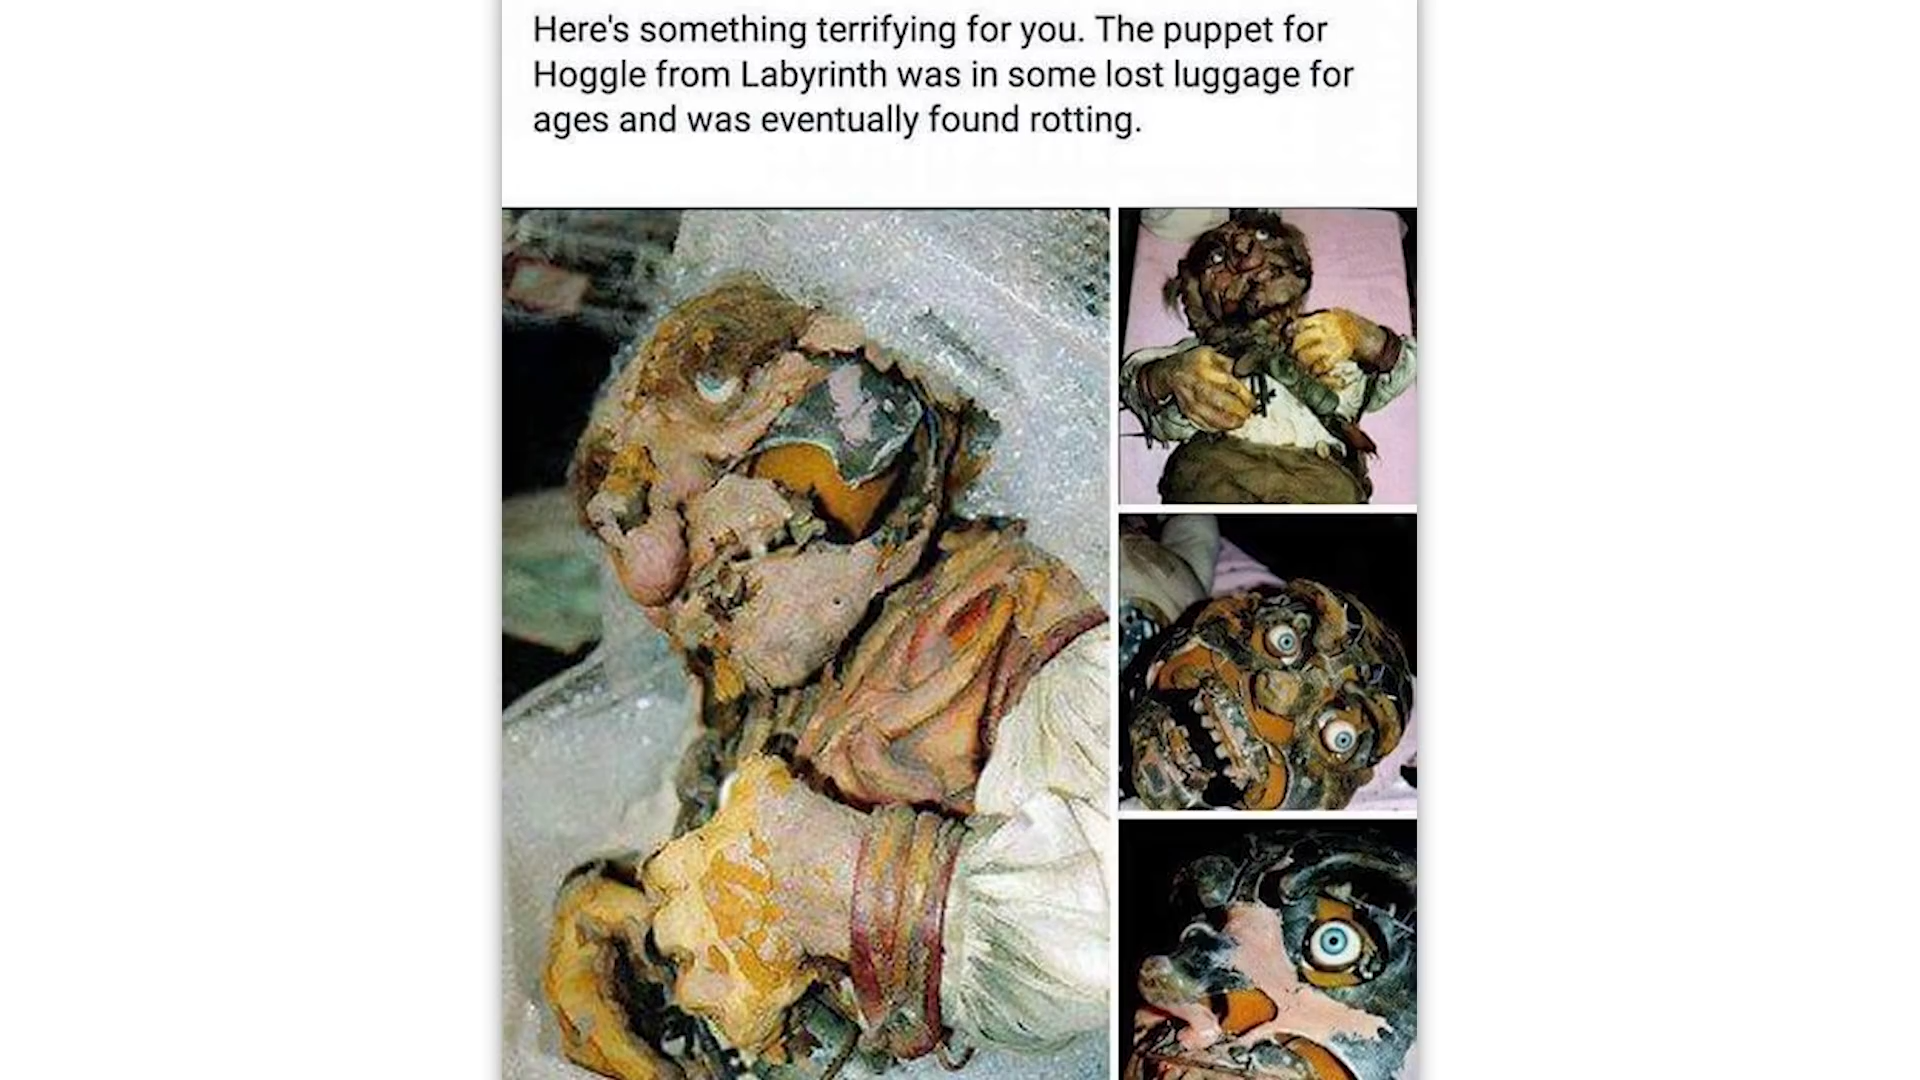 Here's something terrifying for you. The puppet for
Hoggle from Labyrinth was in some lost luggage for
ages and was eventually found rotting.